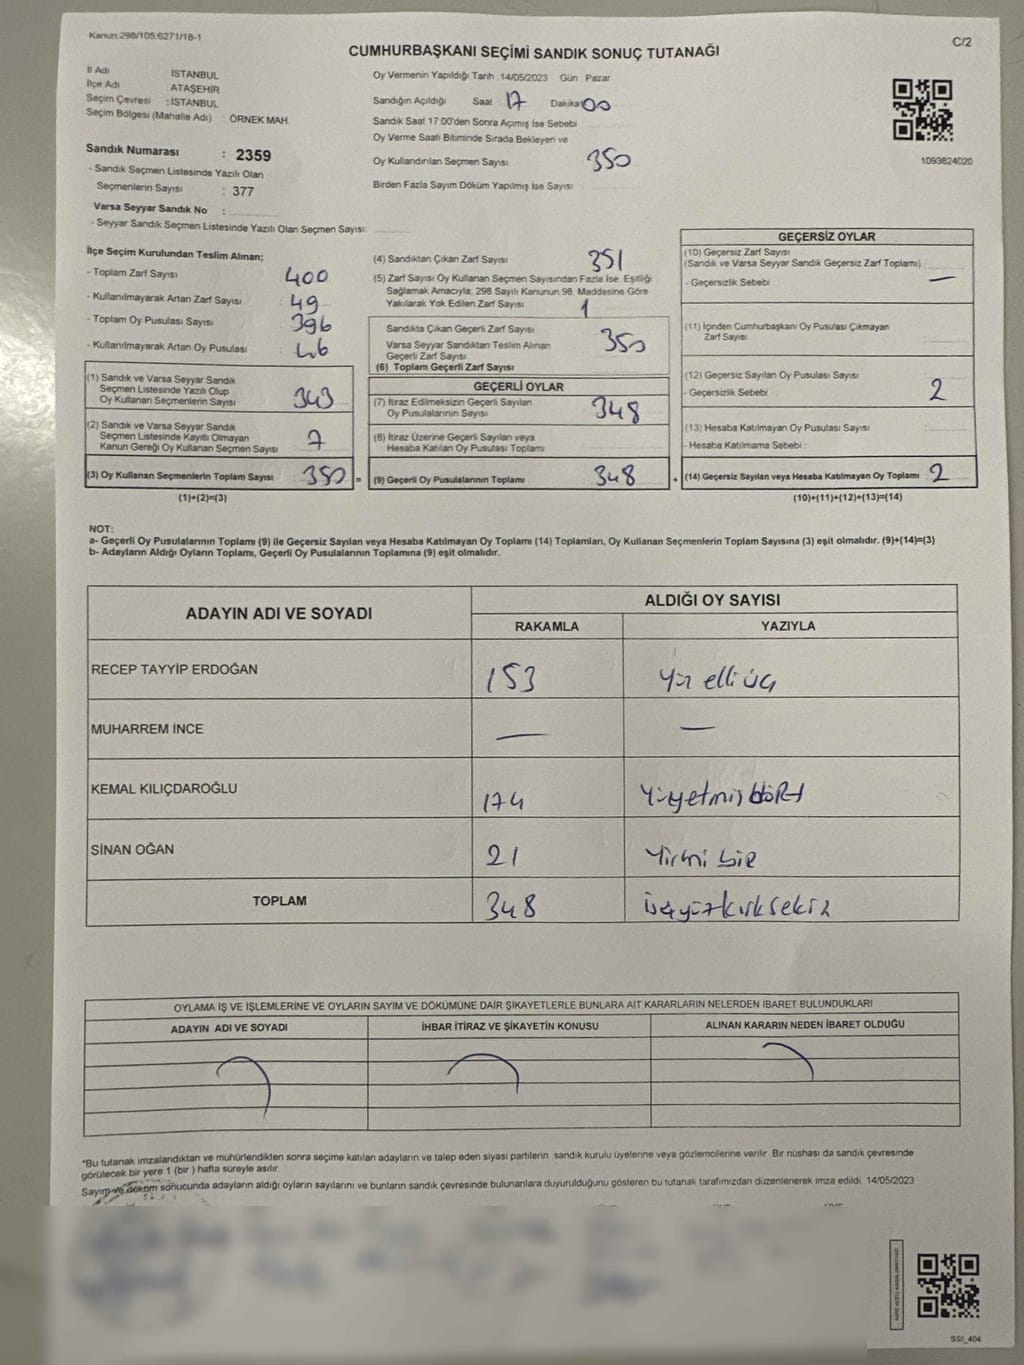 Kanun:298/105:6271/18-1
C/2
CUMHURBAŞKANI SEÇİMİ SANDIK SONUÇ TUTANAĞI
İl Adı İSTANBUL
İlçe Adı ATAŞEHİR
Seçim Çevresi : İSTANBUL
Seçim Bölgesi (Mahalle Adı) : ÖRNEK MAH.
Sandık Numarası : 2359
- Sandık Seçmen Listesinde Yazılı Olan
Seçmenlerin Sayısı : 377
Varsa Seyyar Sandık No :
- Seyyar Sandık Seçmen Listesinde Yazılı Olan Seçmen Sayısı:
Oy Vermenin Yapıldığı Tarih : 14/05/2023 Gün Pazar
Sandığın Açıldığı Saat 17 Dakika 00
Sandık Saat 17:00'den Sonra Açımış İse Sebebi
Oy Verme Saati Bitiminde Sırada Bekleyen ve
Oy Kullandırılan Seçmen Sayısı 350
Birden Fazla Sayım Döküm Yapılmış İse Sayısı
1093824020
İlçe Seçim Kurulundan Teslim Alınan;
- Toplam Zarf Sayısı 400
- Kullanılmayarak Artan Zarf Sayısı 49
- Toplam Oy Pusulası Sayısı 396
- Kullanılmayarak Artan Oy Pusulası 46
(1) Sandık ve Varsa Seyyar Sandık
Seçmen Listesinde Yazılı Olup
Oy Kullanan Seçmenlerin Sayısı 343
(2) Sandık ve Varsa Seyyar Sandık
Seçmen Listesinde Kayıtlı Olmayan
Kanun Gereği Oy Kullanan Seçmen Sayısı 7
(3) Oy Kullanan Seçmenlerin Toplam Sayısı 350 =
(1)+(2)=(3)
(4) Sandıktan Çıkan Zarf Sayısı 351
(5) Zarf Sayısı Oy Kullanan Seçmen Sayısından Fazla İse, Eşitliği
Sağlamak Amacıyla, 298 Sayılı Kanunun 98. Maddesine Göre
Yakılarak Yok Edilen Zarf Sayısı 1
Sandıkta Çıkan Geçerli Zarf Sayısı
Varsa Seyyar Sandıktan Teslim Alınan 350
Geçerli Zarf Sayısı
(6) Toplam Geçerli Zarf Sayısı
GEÇERLİ OYLAR
(7) İtiraz Edilmeksizin Geçerli Sayılan
Oy Pusulalarının Sayısı 348
(8) İtiraz Üzerine Geçerli Sayılan veya
Hesaba Katılan Oy Pusulası Toplamı
(9) Geçerli Oy Pusulalarının Toplamı 348 +
GEÇERSİZ OYLAR
(10) Geçersiz Zarf Sayısı
(Sandık ve Varsa Seyyar Sandık Geçersiz Zarf Toplamı)
- Geçersizlik Sebebi —
(11) İçinden Cumhurbaşkanı Oy Pusulası Çıkmayan
Zarf Sayısı
(12) Geçersiz Sayılan Oy Pusulası Sayısı 2
- Geçersizlik Sebebi
(13) Hesaba Katılmayan Oy Pusulası Sayısı
- Hesaba Katılmama Sebebi :
(14) Geçersiz Sayılan veya Hesaba Katılmayan Oy Toplamı 2
(10)+(11)+(12)+(13)=(14)
NOT:
a- Geçerli Oy Pusulalarının Toplamı (9) ile Geçersiz Sayılan veya Hesaba Katılmayan Oy Toplamı (14) Toplamları, Oy Kullanan Seçmenlerin Toplam Sayısına (3) eşit olmalıdır. (9)+(14)=(3)
b- Adayların Aldığı Oyların Toplamı, Geçerli Oy Pusulalarının Toplamına (9) eşit olmalıdır.
ADAYIN ADI VE SOYADI ALDIĞI OY SAYISI
RAKAMLA YAZIYLA
RECEP TAYYİP ERDOĞAN 153 Yüz elli üç
MUHARREM İNCE — —
KEMAL KILIÇDAROĞLU 174 Yüzyetmiş dört
SİNAN OĞAN 21 Yirmi bir
TOPLAM 348 üçyüzkırksekiz
OYLAMA İŞ VE İŞLEMLERİNE VE OYLARIN SAYIM VE DÖKÜMÜNE DAİR ŞİKAYETLERLE BUNLARA AİT KARARLARIN NELERDEN İBARET BULUNDUKLARI
ADAYIN ADI VE SOYADI İHBAR İTİRAZ VE ŞİKAYETİN KONUSU ALINAN KARARIN NEDEN İBARET OLDUĞU
*Bu tutanak imzalandıktan ve mühürlendikten sonra seçime katılan adayların ve talep eden siyasi partilerin sandık kurulu üyelerine veya gözlemcilerine verilir. Bir nüshası da sandık çevresinde
görülecek bir yere 1 (bir ) hafta süreyle asılır.
Sayım ve döküm sonucunda adayların aldığı oyların sayılarını ve bunların sandık çevresinde bulunanlara duyurulduğunu gösteren bu tutanak tarafımızdan düzenlenerek imza edildi. 14/05/2023
SSI_404